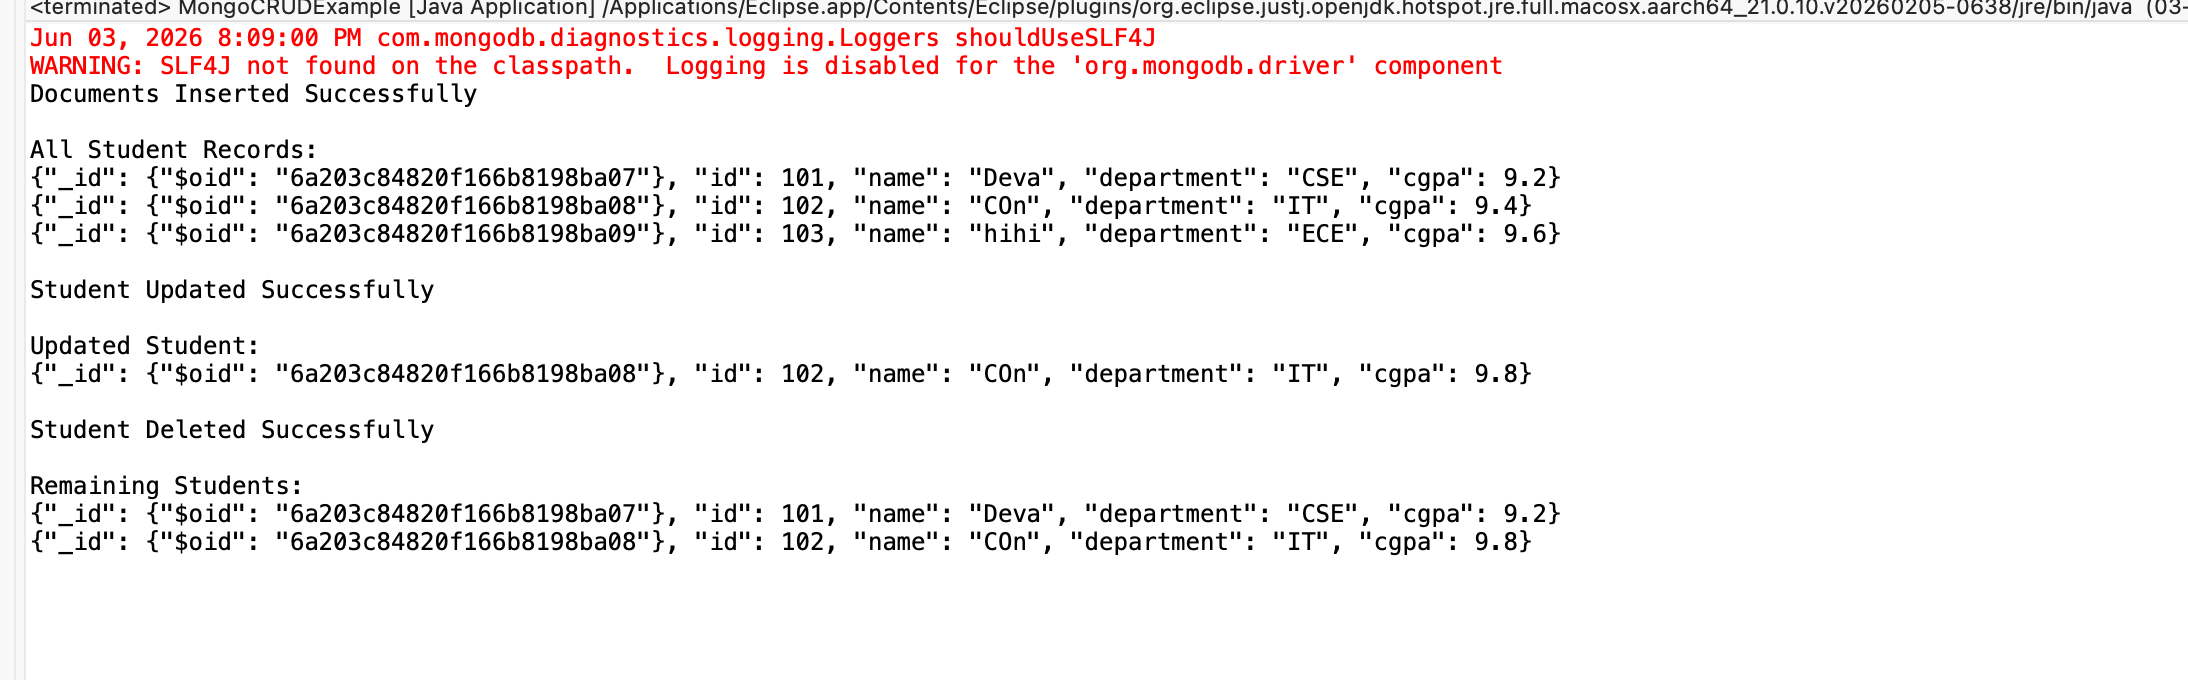 <terminated> MongoCRUDExample [Java Application] /Applications/Eclipse.app/Contents/Eclipse/plugins/org.eclipse.justj.openjdk.hotspot.jre.full.macosx.aarch64_21.0.10.v20260205-0638/jre/bin/java (03-
Jun 03, 2026 8:09:00 PM com.mongodb.diagnostics.logging.Loggers shouldUseSLF4J
WARNING: SLF4J not found on the classpath.  Logging is disabled for the 'org.mongodb.driver' component
Documents Inserted Successfully
All Student Records:
{"_id": {"$oid": "6a203c84820f166b8198ba07"}, "id": 101, "name": "Deva", "department": "CSE", "cgpa": 9.2}
{"_id": {"$oid": "6a203c84820f166b8198ba08"}, "id": 102, "name": "COn", "department": "IT", "cgpa": 9.4}
{"_id": {"$oid": "6a203c84820f166b8198ba09"}, "id": 103, "name": "hihi", "department": "ECE", "cgpa": 9.6}
Student Updated Successfully
Updated Student:
{"_id": {"$oid": "6a203c84820f166b8198ba08"}, "id": 102, "name": "COn", "department": "IT", "cgpa": 9.8}
Student Deleted Successfully
Remaining Students:
{"_id": {"$oid": "6a203c84820f166b8198ba07"}, "id": 101, "name": "Deva", "department": "CSE", "cgpa": 9.2}
{"_id": {"$oid": "6a203c84820f166b8198ba08"}, "id": 102, "name": "COn", "department": "IT", "cgpa": 9.8}